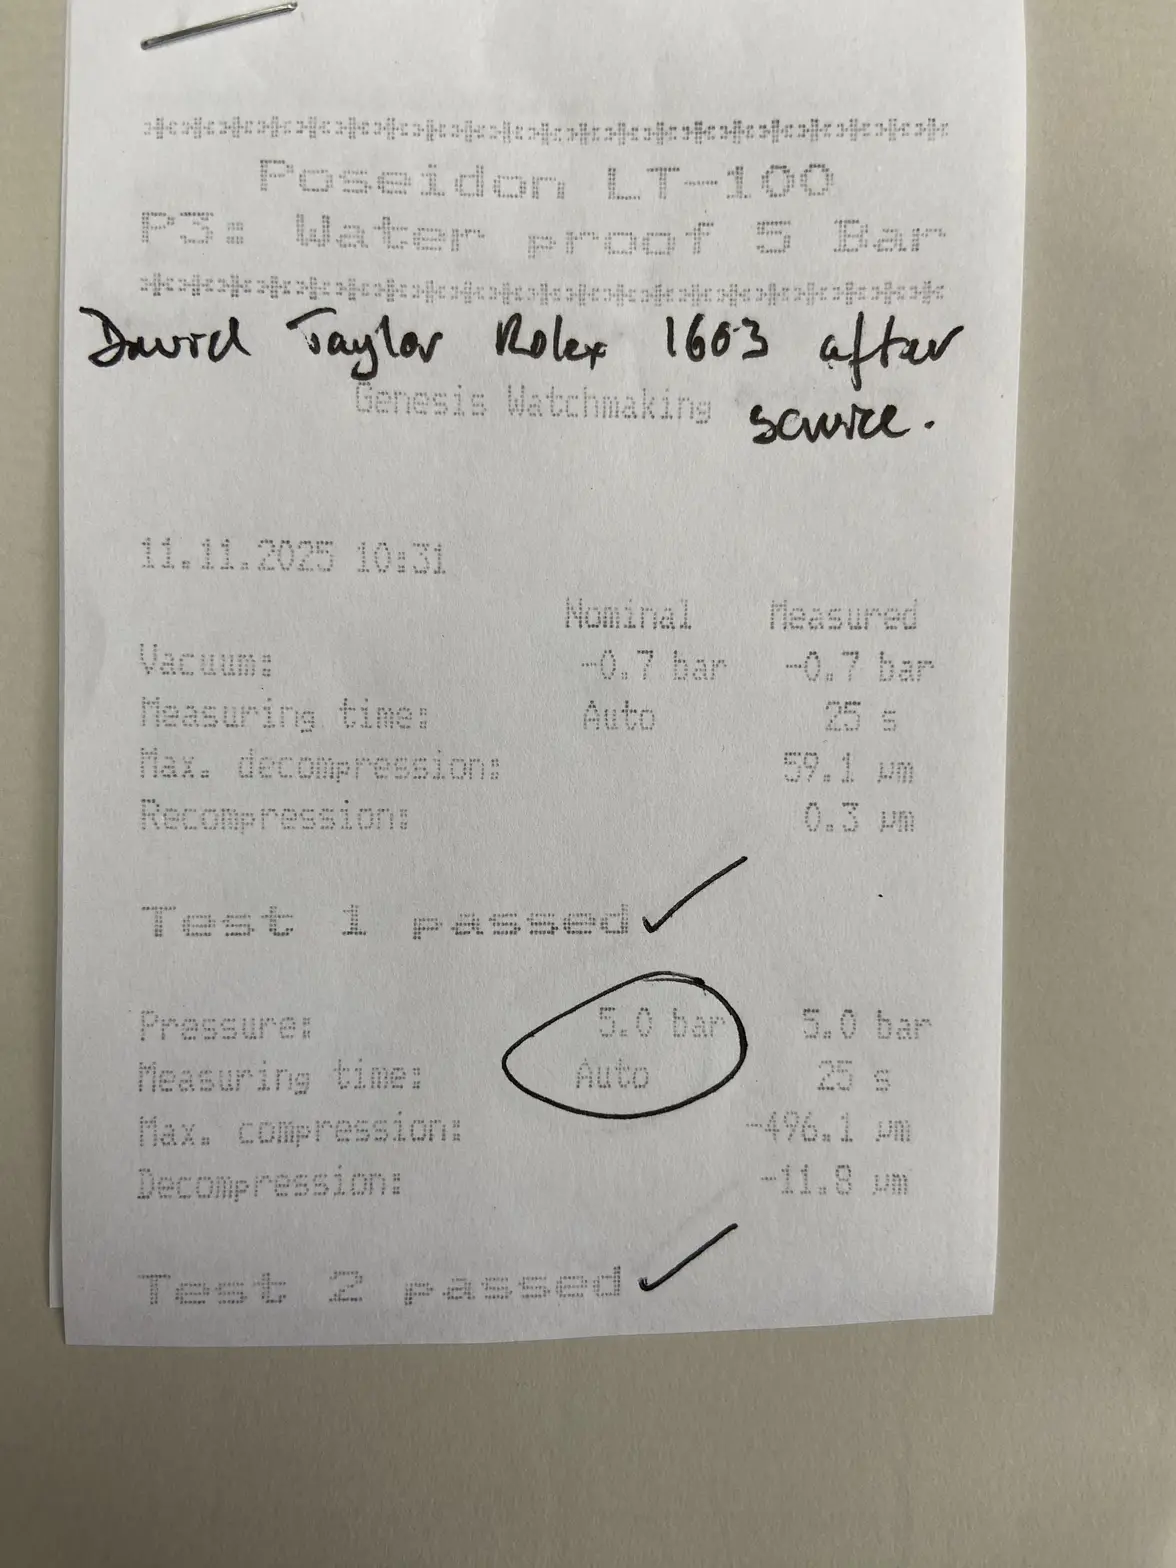 ********************
Poseidon LT-100
P3: Water proof 5 Bar
********************
David Taylor Rolex 1603 after
service.
Genesis Watchmaking
11.11.2025 10:31
Nominal Measured
Vacuum: -0.7 bar -0.7 bar
Measuring time: Auto 25 s
Max. decompression: 59.1 µm
Recompression: 0.3 µm
Test 1 passed ✓
Pressure: 5.0 bar 5.0 bar
Measuring time: Auto 25 s
Max. compression: -496.1 µm
Decompression: -11.8 µm
Test 2 passed ✓